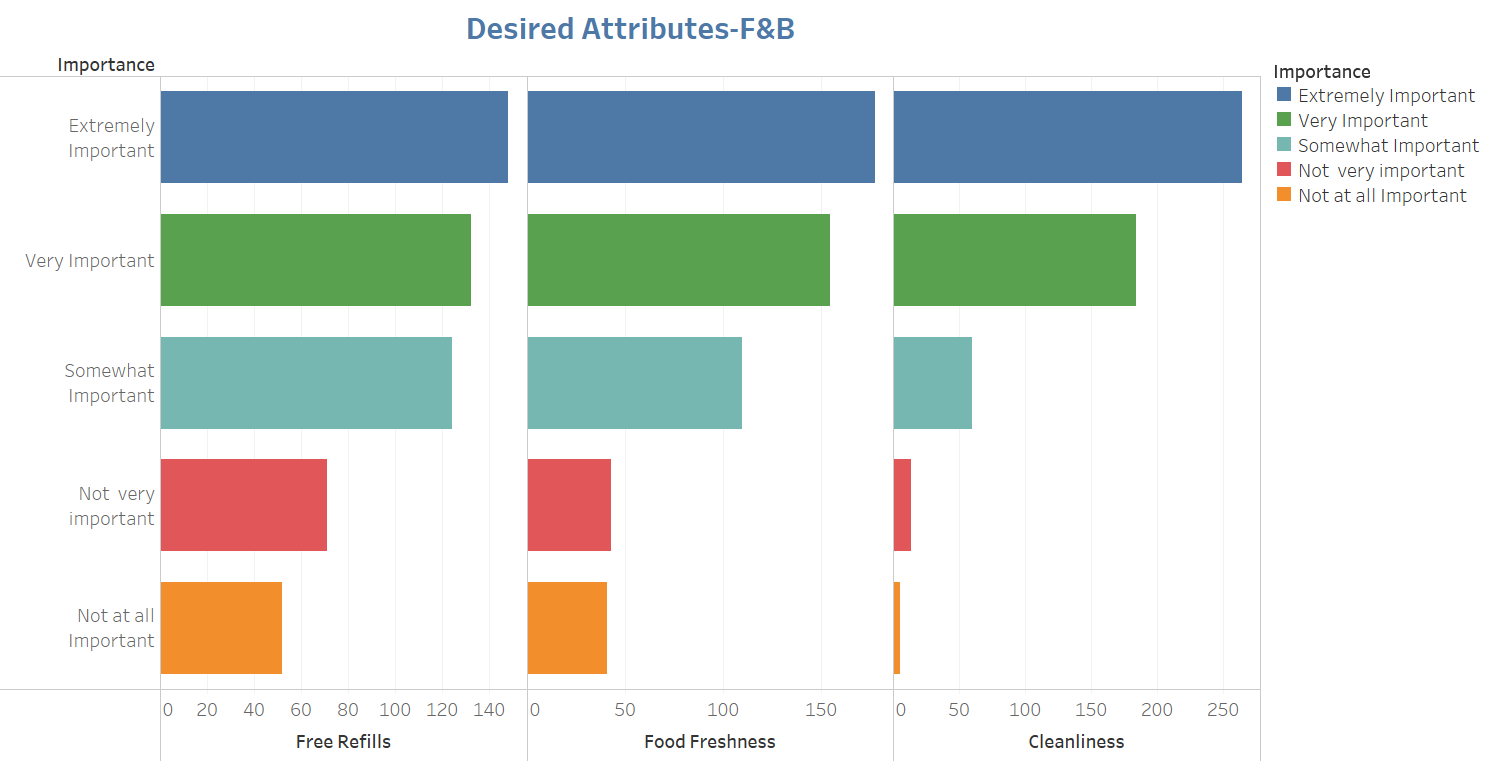 Desired Attributes-F&B
Importance
Extremely
Important
Very Important
Somewhat
Important
Not  very
important
Not at all
Important
0 20 40 60 80 100 120 140
Free Refills
0 50 100 150
Food Freshness
0 50 100 150 200 250
Cleanliness
Importance
Extremely Important
Very Important
Somewhat Important
Not  very important
Not at all Important